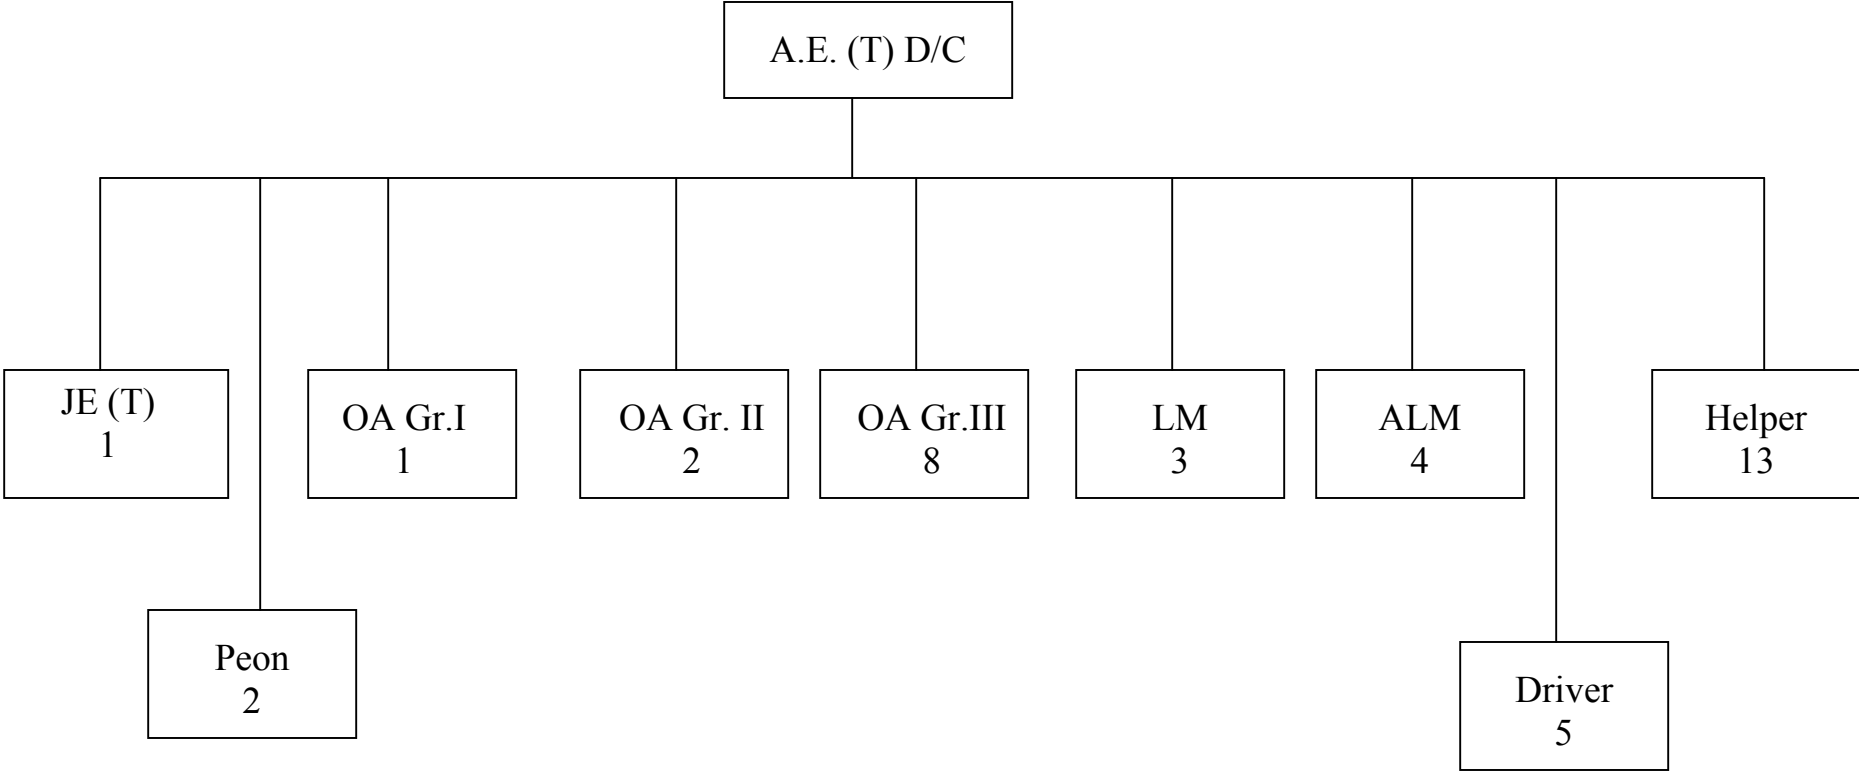 A.E. (T) D/C
JE (T)
1
OA Gr.I
1
OA Gr. II
2
OA Gr.III
8
LM
3
ALM
4
Helper
13
Peon
2
Driver
5